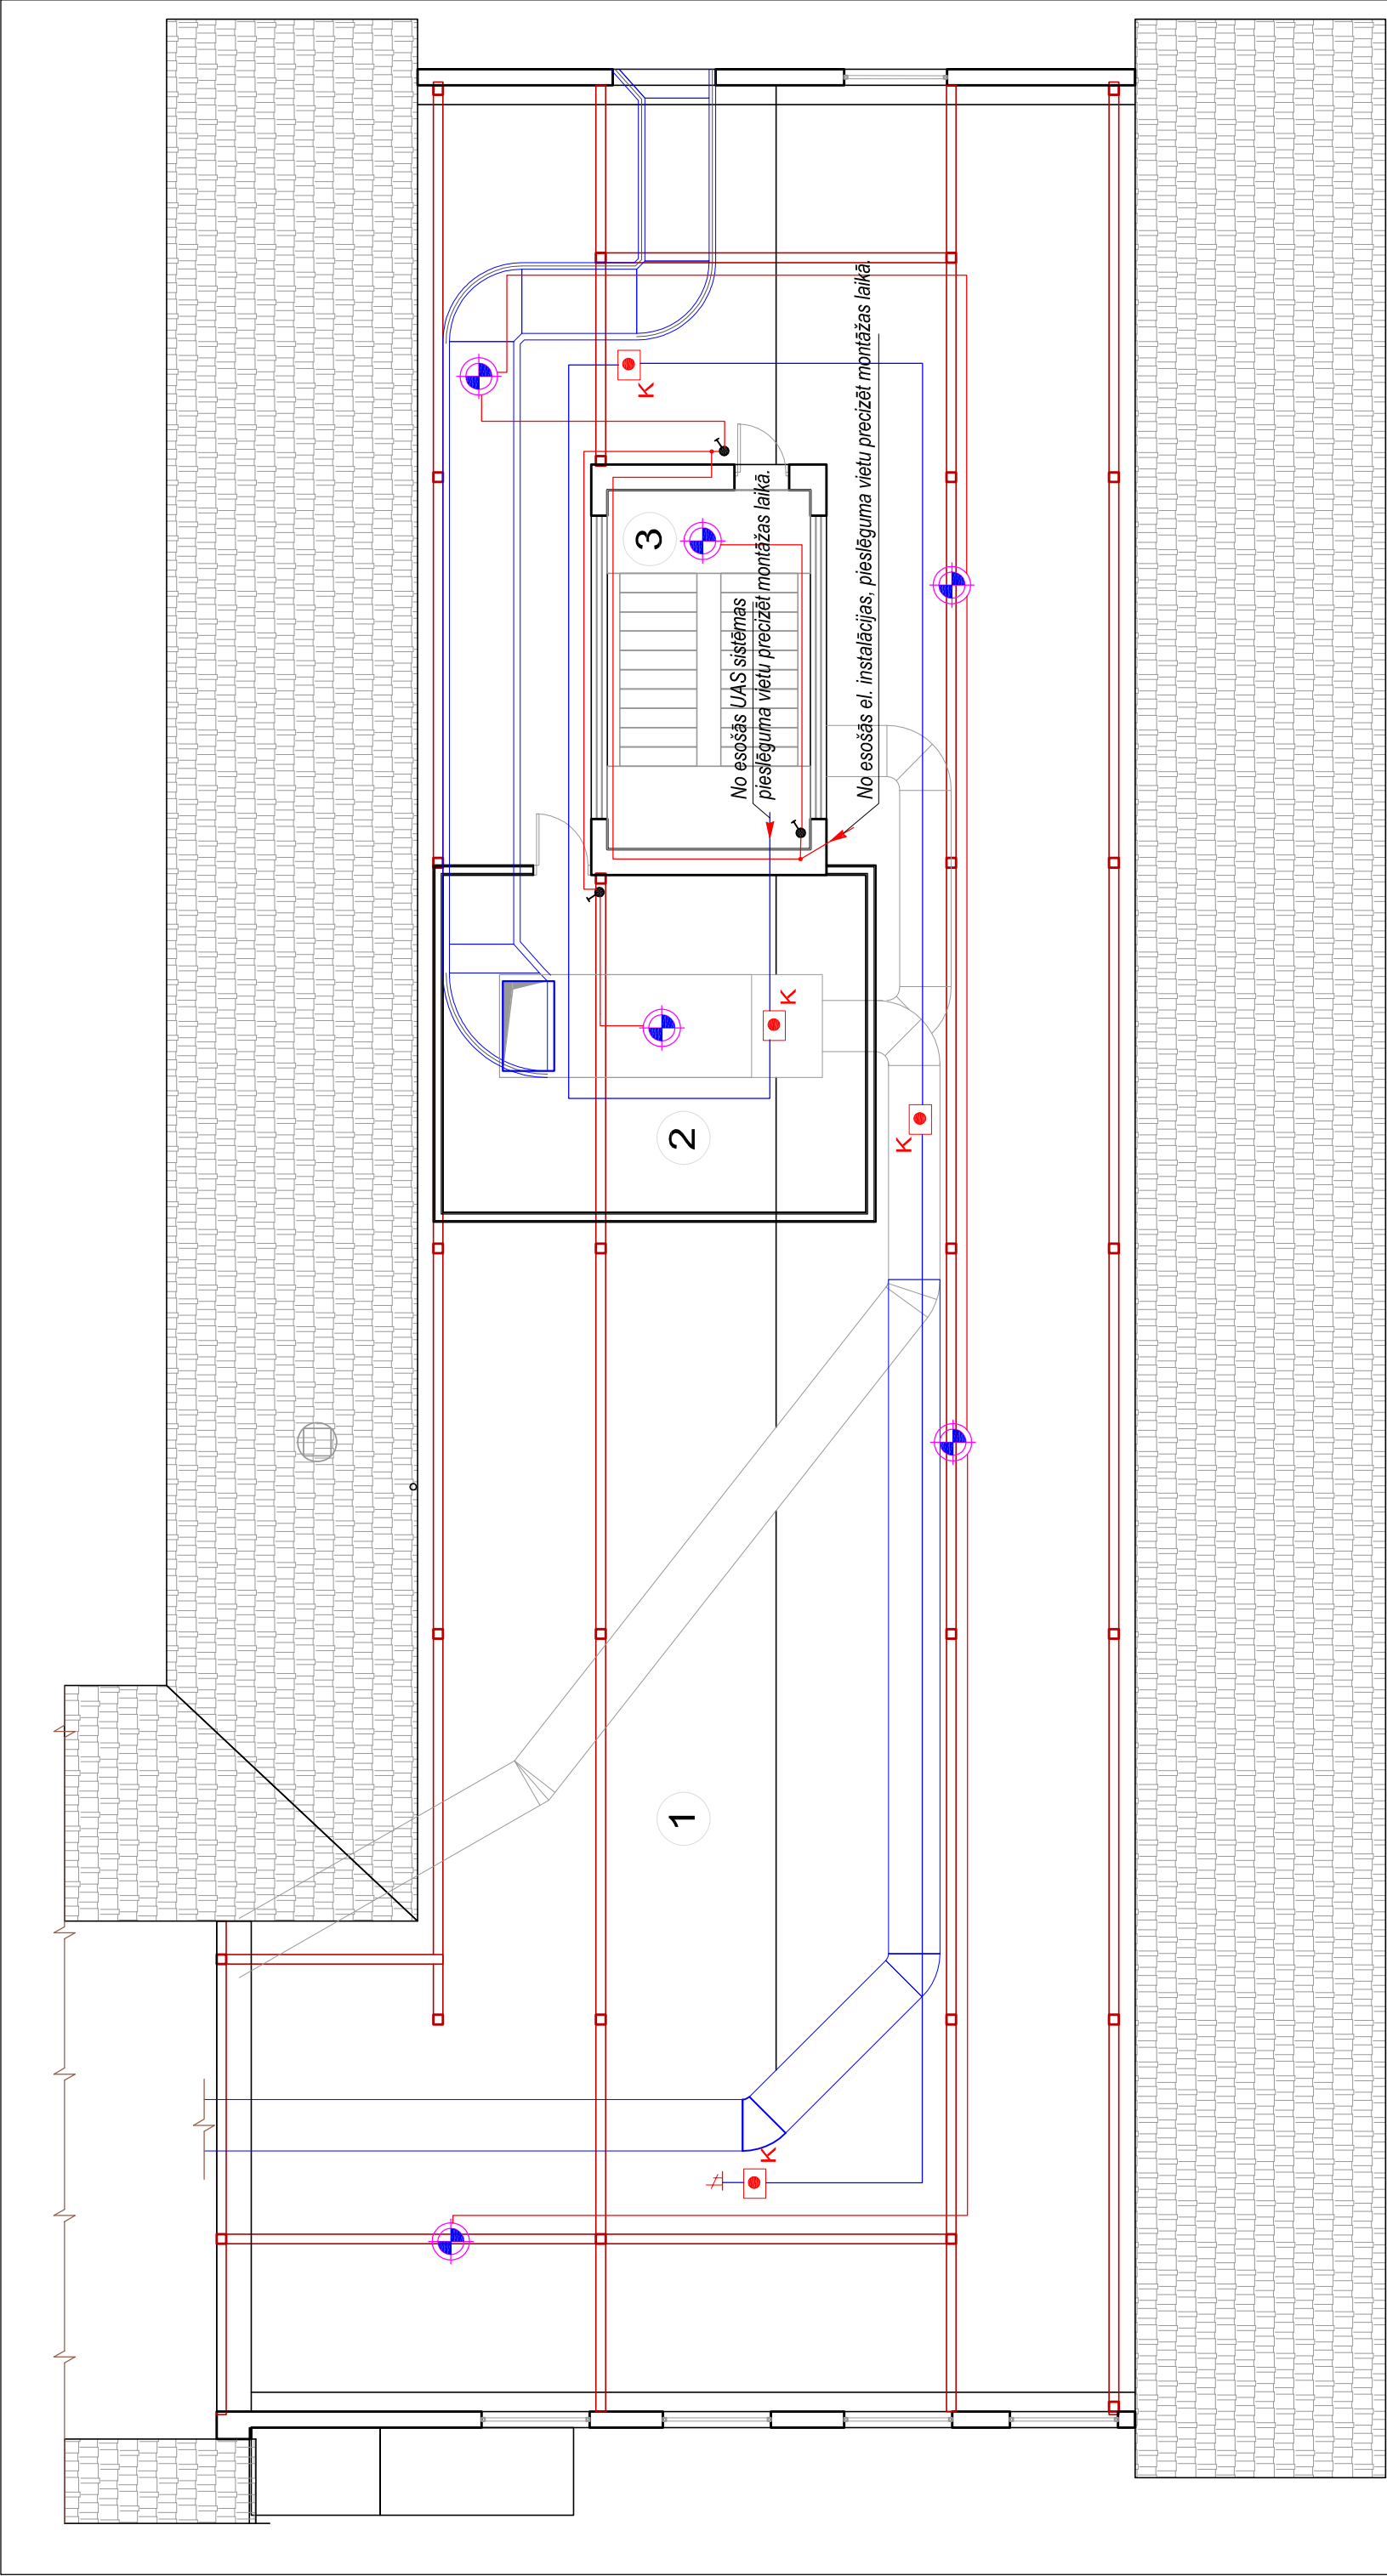 K
3
No esošās UAS sistēmas
pieslēguma vietu precizēt montāžas laikā.
No esošās el. instalācijas, pieslēguma vietu precizēt montāžas laikā.
K
2
K
1
K